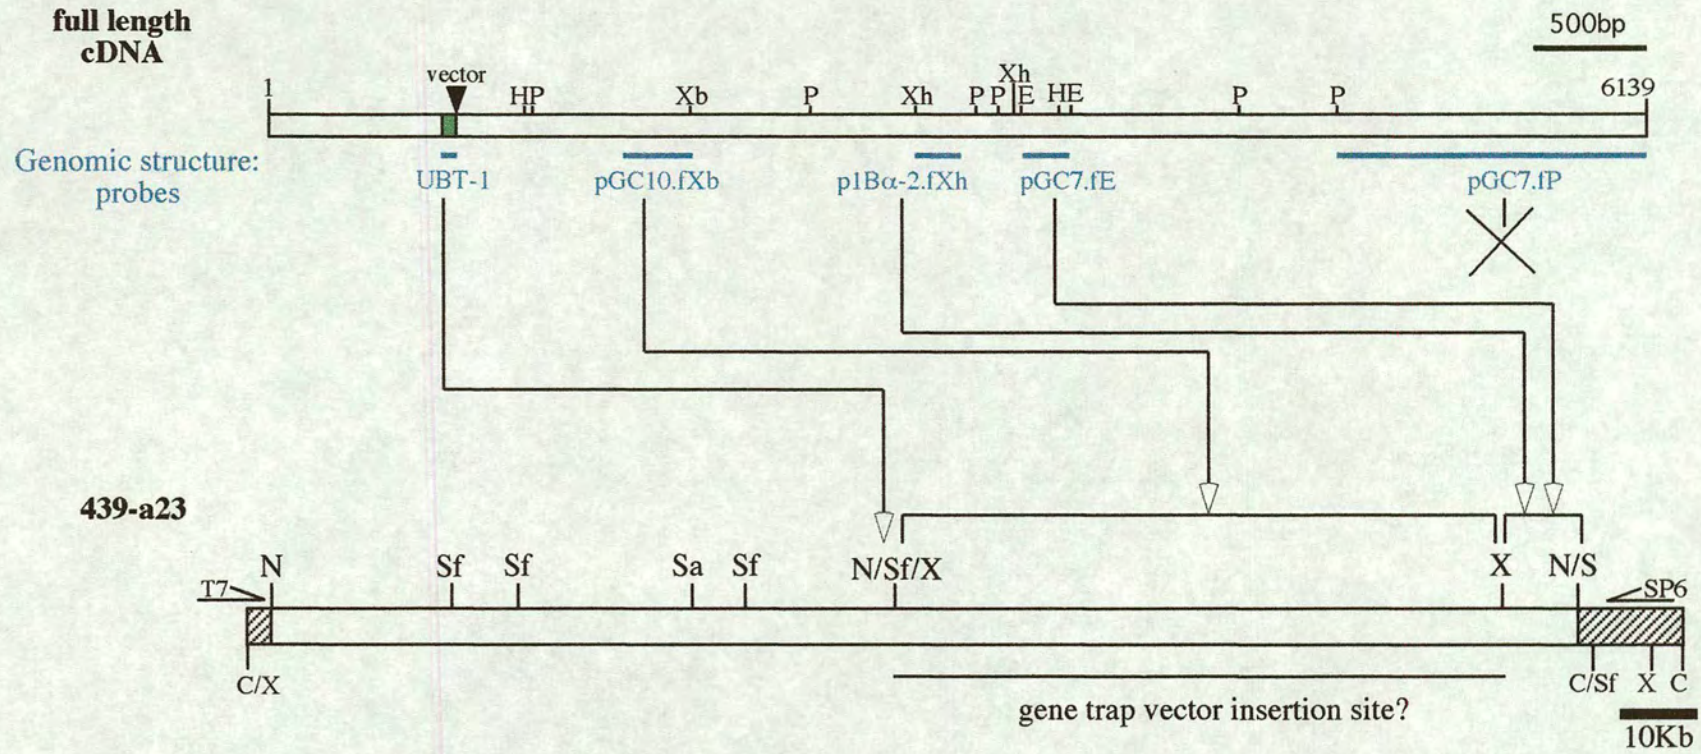 full length
cDNA
500bp
vector
1 HP Xb P Xh P P Xh E HE P P 6139
Genomic structure:
probes
UBT-1 pGC10.fXb p1Bα-2.fXh pGC7.fE pGC7.fP
439-a23
N Sf Sf Sa Sf N/Sf/X X N/S
T7 SP6
C/X C/Sf X C
gene trap vector insertion site?
10Kb